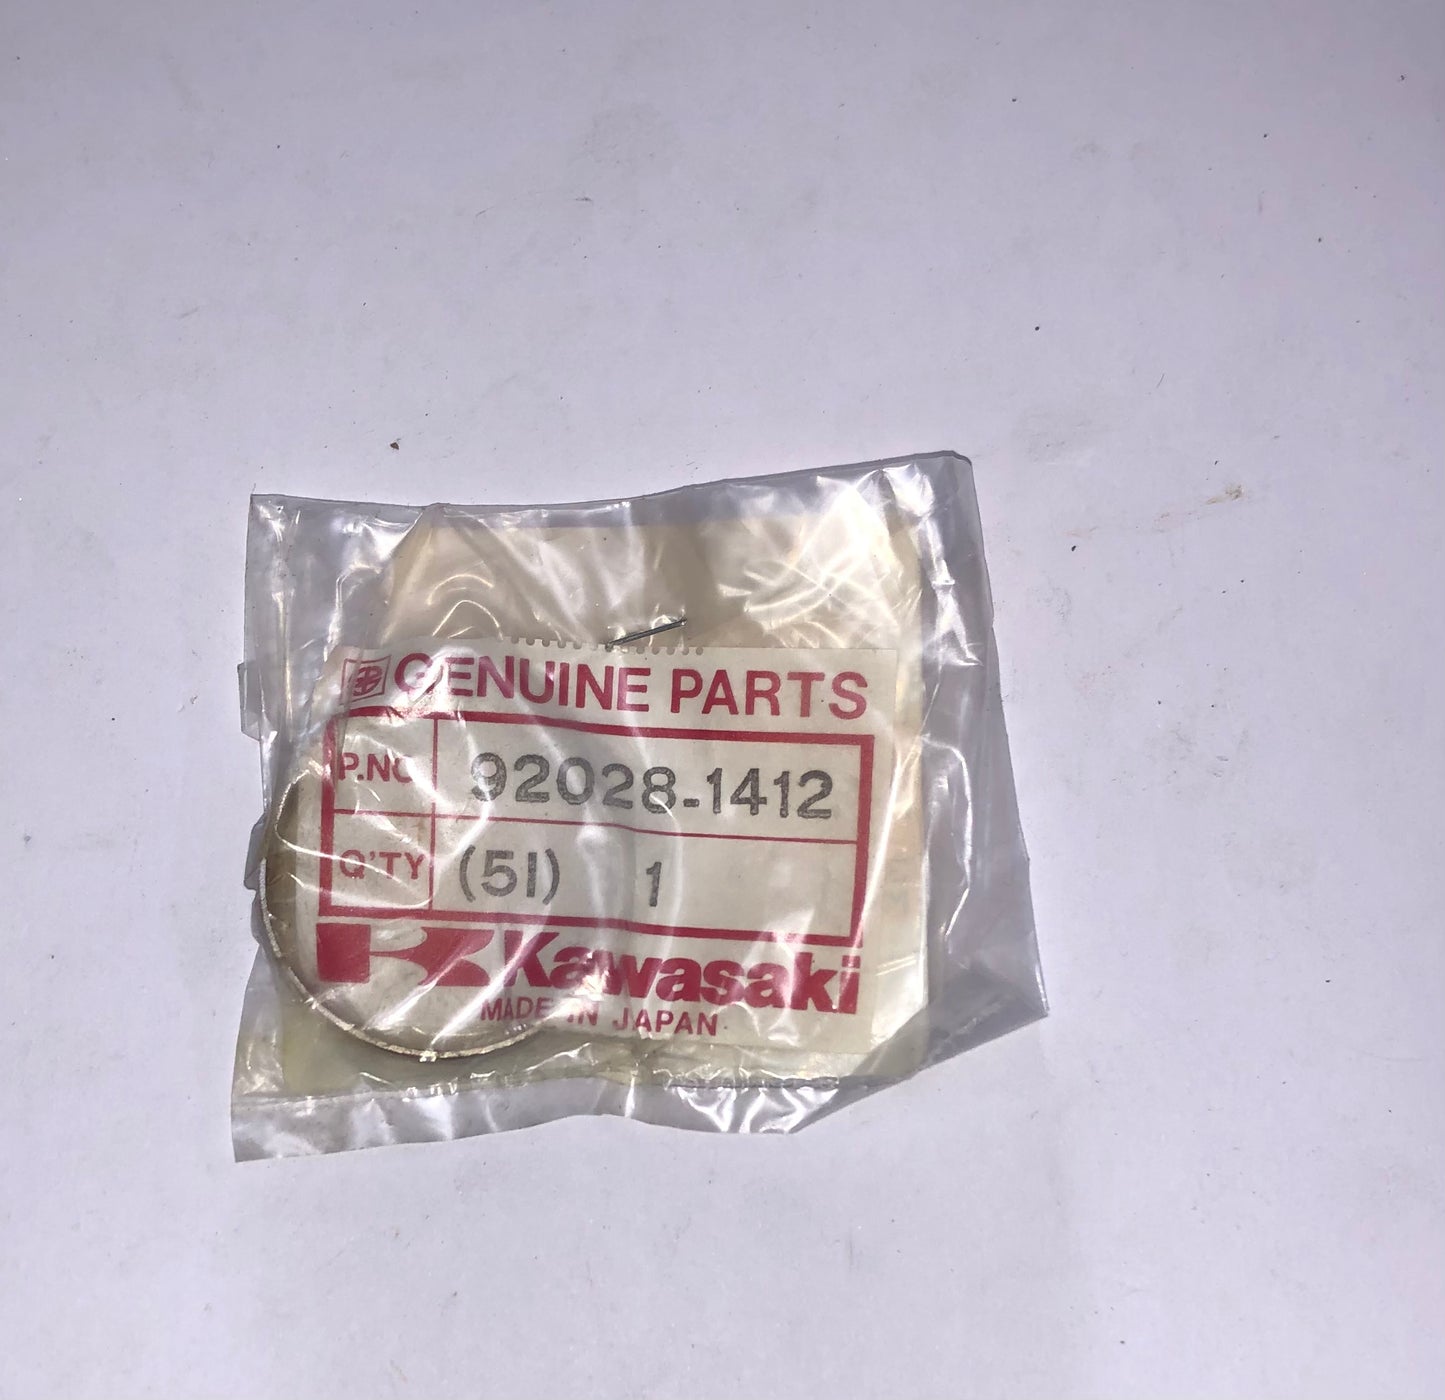 GENUINE PARTS
P.NO 92028-1412
Q'TY (51) 1
Kawasaki
MADE IN JAPAN